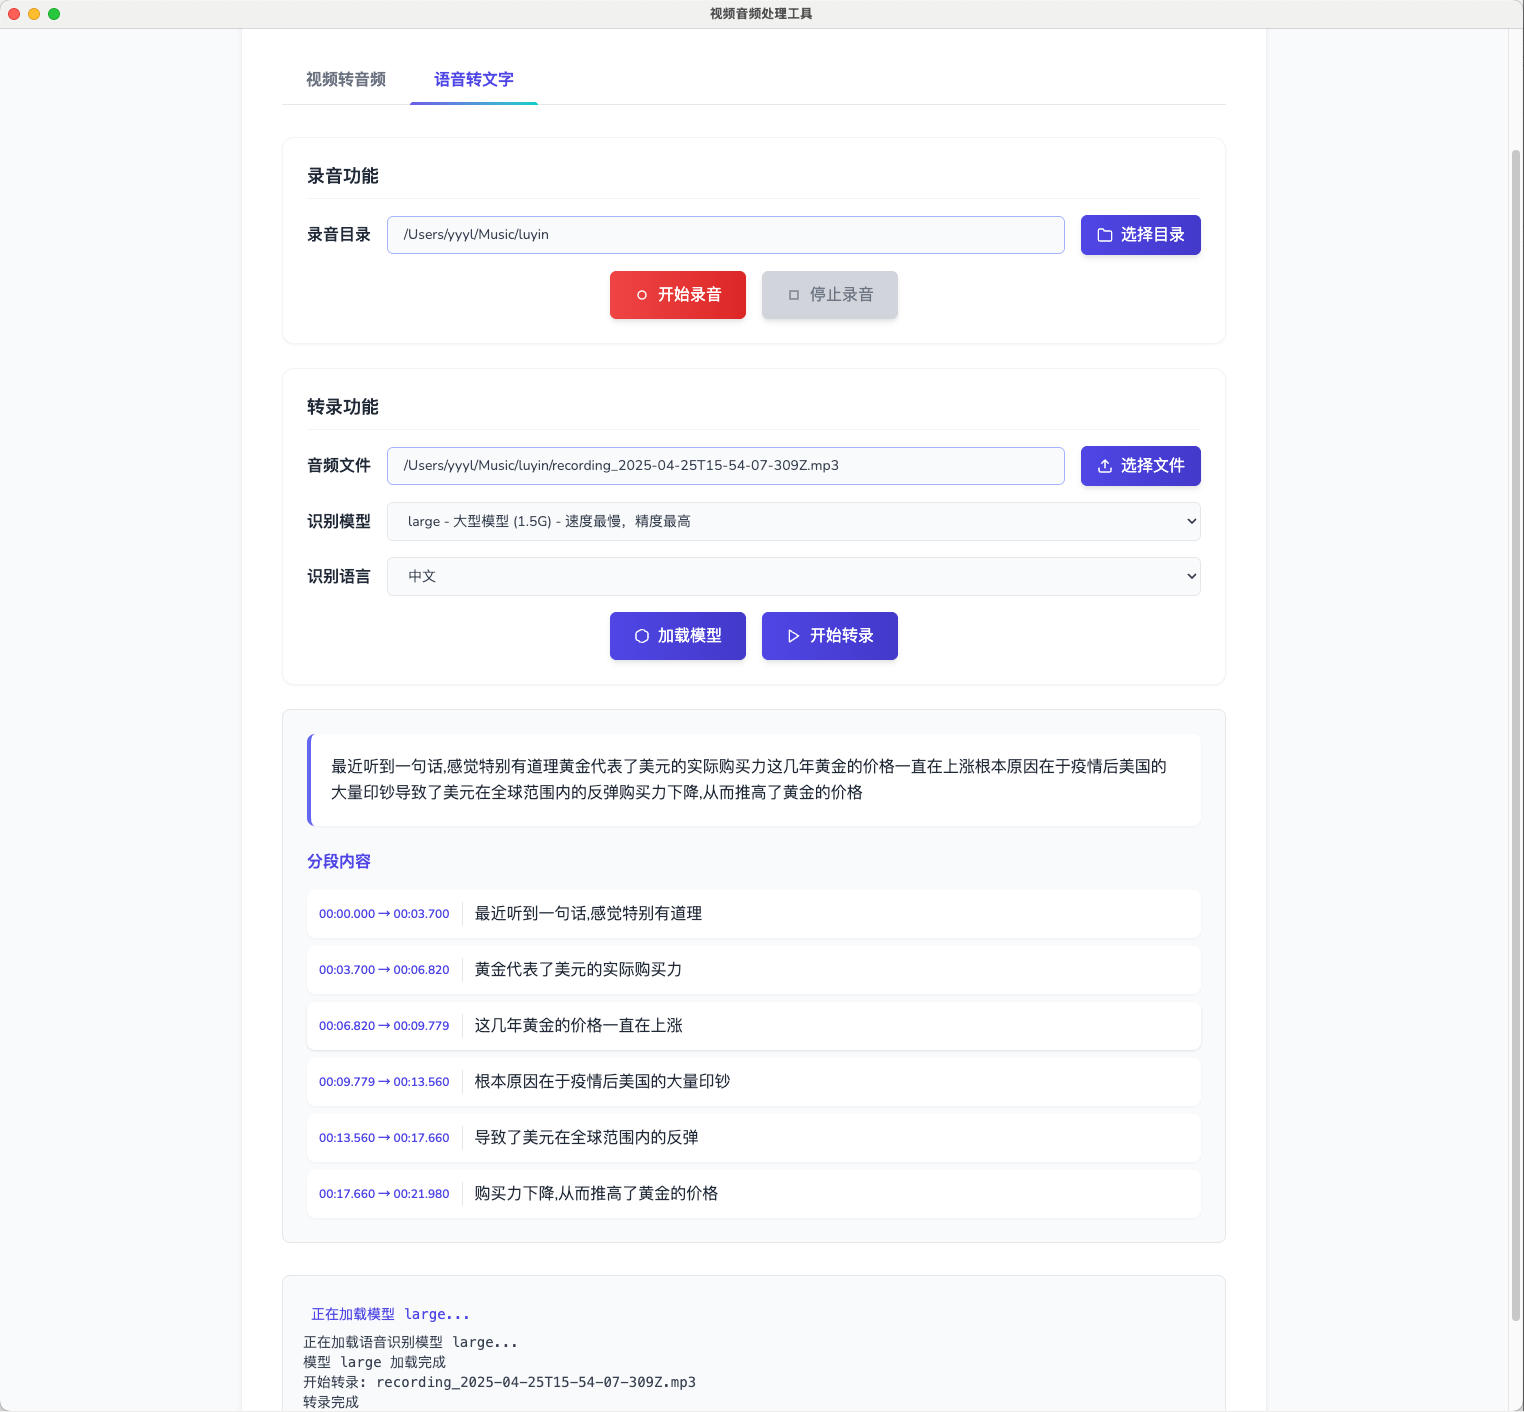 视频音频处理工具
视频转音频
语音转文字
录音功能
录音目录
/Users/yyyl/Music/luyin
选择目录
开始录音
停止录音
转录功能
音频文件
/Users/yyyl/Music/luyin/recording_2025-04-25T15-54-07-309Z.mp3
选择文件
识别模型
large - 大型模型 (1.5G) - 速度最慢，精度最高
识别语言
中文
加载模型
开始转录
最近听到一句话,感觉特别有道理黄金代表了美元的实际购买力这几年黄金的价格一直在上涨根本原因在于疫情后美国的
大量印钞导致了美元在全球范围内的反弹购买力下降,从而推高了黄金的价格
分段内容
00:00.000 → 00:03.700
最近听到一句话,感觉特别有道理
00:03.700 → 00:06.820
黄金代表了美元的实际购买力
00:06.820 → 00:09.779
这几年黄金的价格一直在上涨
00:09.779 → 00:13.560
根本原因在于疫情后美国的大量印钞
00:13.560 → 00:17.660
导致了美元在全球范围内的反弹
00:17.660 → 00:21.980
购买力下降,从而推高了黄金的价格
正在加载模型 large...
正在加载语音识别模型 large...
模型 large 加载完成
开始转录: recording_2025-04-25T15-54-07-309Z.mp3
转录完成